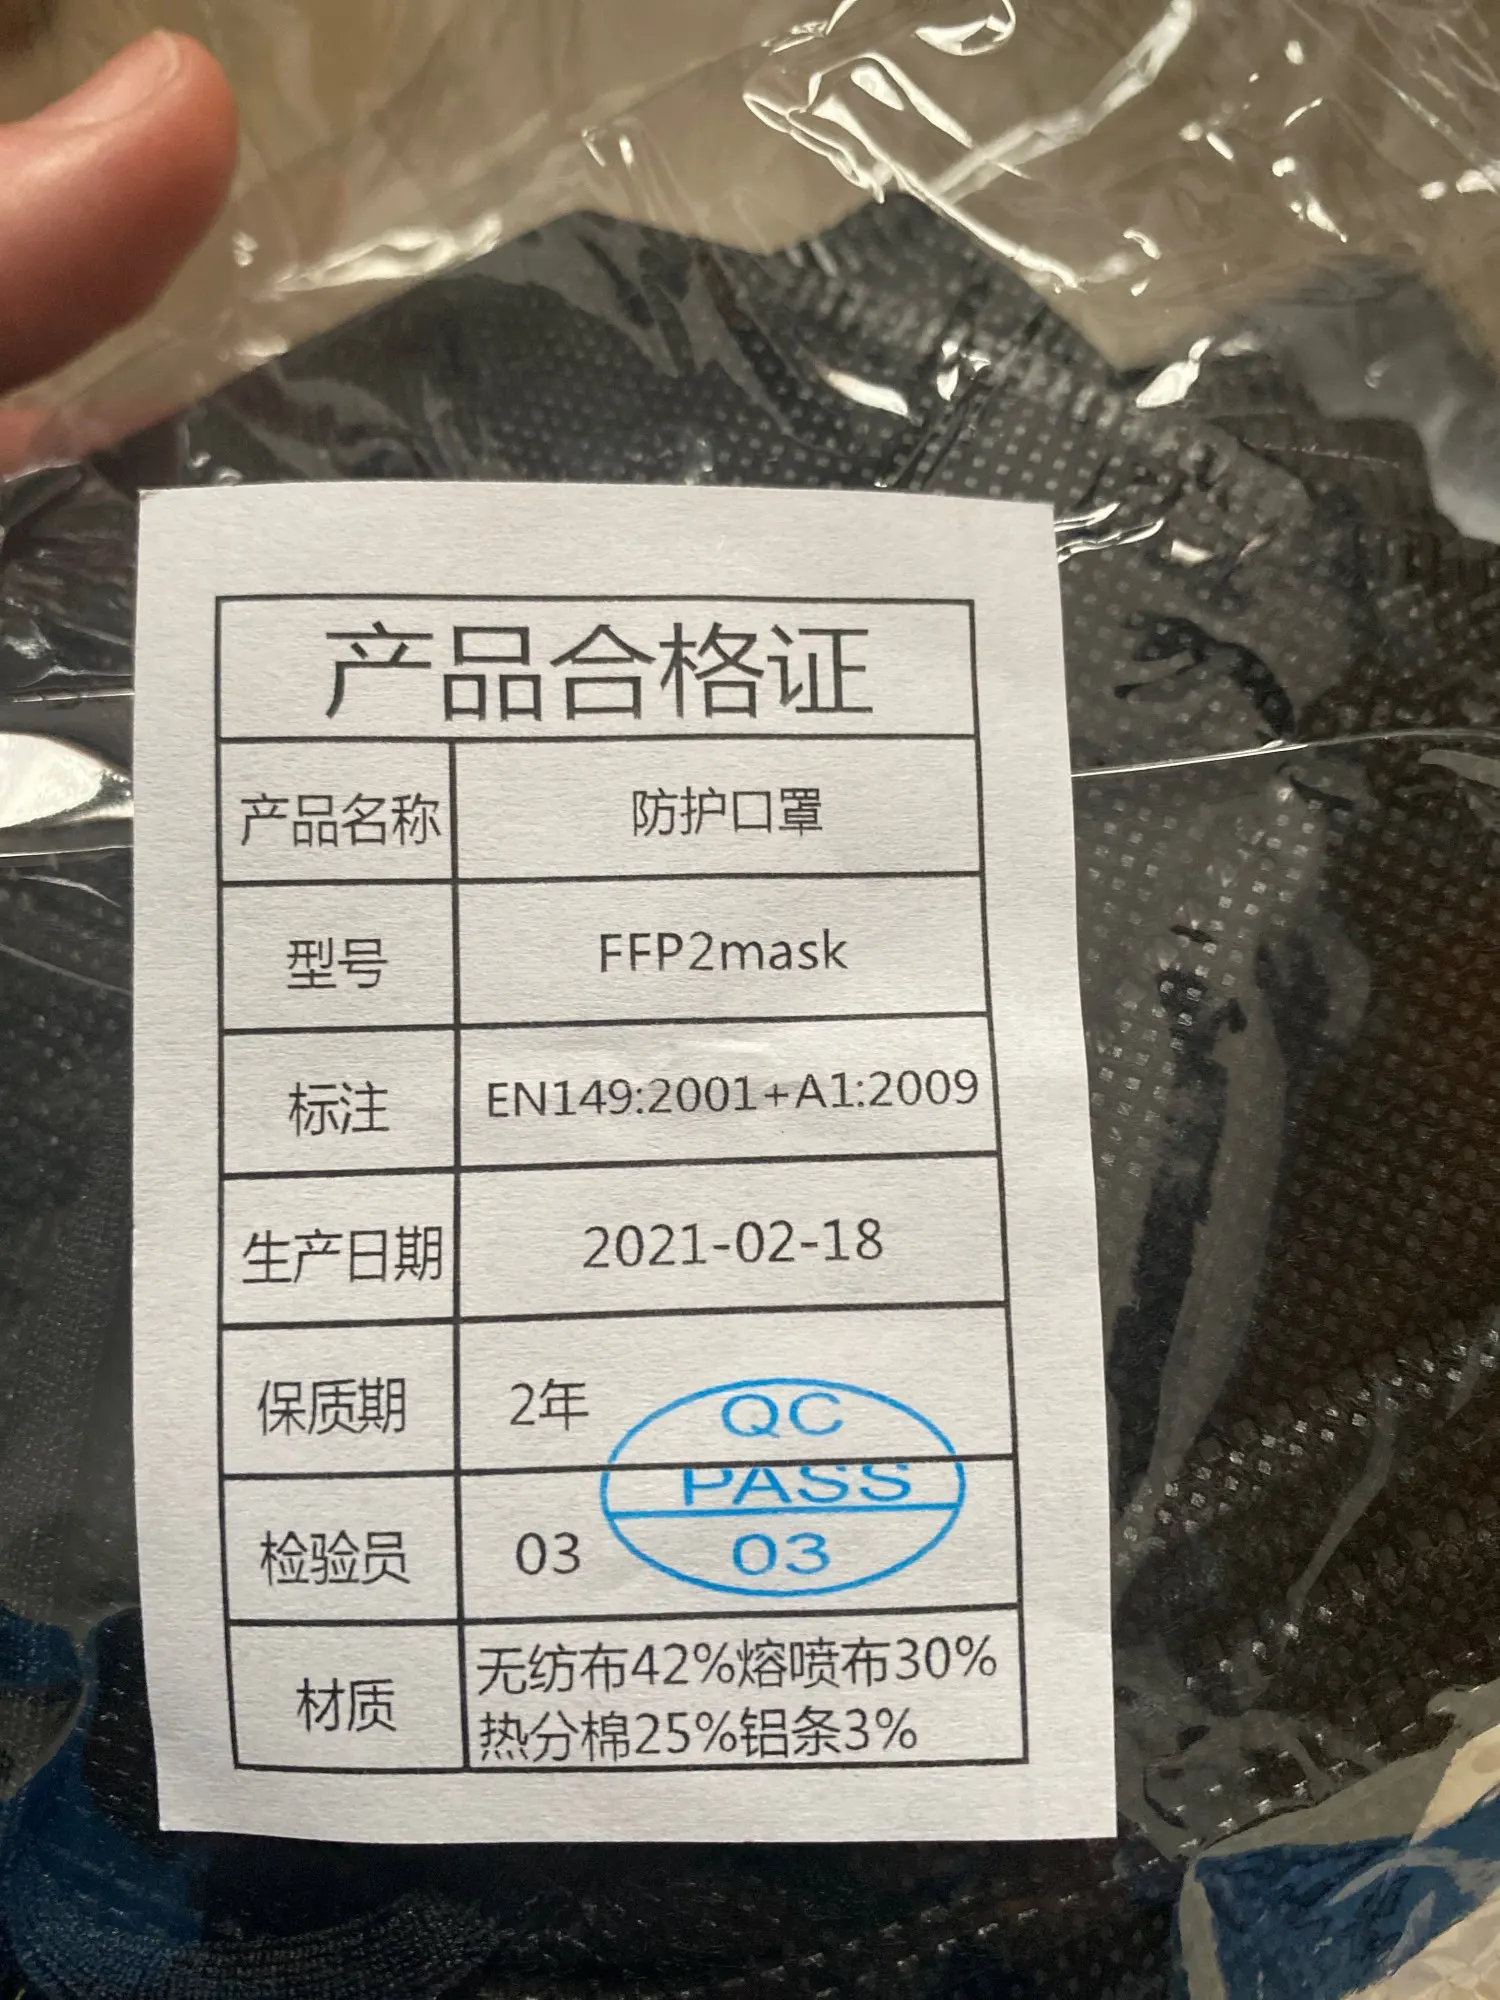 产品合格证
产品名称 防护口罩
型号 FFP2mask
标注 EN149:2001+A1:2009
生产日期 2021-02-18
保质期 2年
QC
PASS
检验员 03
03
材质 无纺布42%熔喷布30%
热分棉25%铝条3%